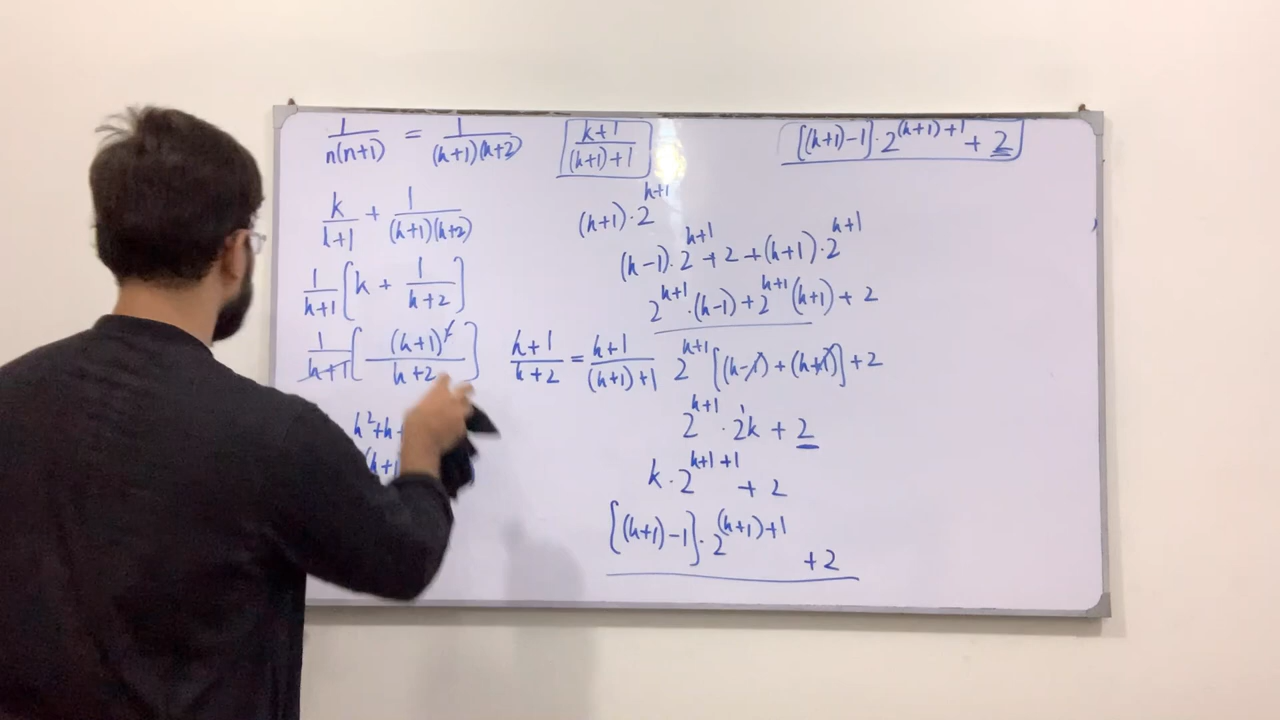 1/(n(n+1)) = 1/((k+1)(k+2))
k/(k+1) + 1/((k+1)(k+2))
1/(k+1) [k + 1/(k+2)]
1/(k+1) [(k+1)²/(k+2)]
(k+1)/(k+2) = (k+1)/((k+1)+1)
k²+k+
(k+1
(k+1)/((k+1)+1)
[(k+1)-1]·2^((k+1)+1) + 2
(k+1)·2^(k+1)
(k-1)·2^(k+1) + 2 + (k+1)·2^(k+1)
2^(k+1)·(k-1) + 2^(k+1)(k+1) + 2
2^(k+1) [(k-1) + (k+1)] + 2
2^(k+1) · 2¹k + 2
k·2^(k+1+1) + 2
[(k+1)-1]·2^((k+1)+1) + 2